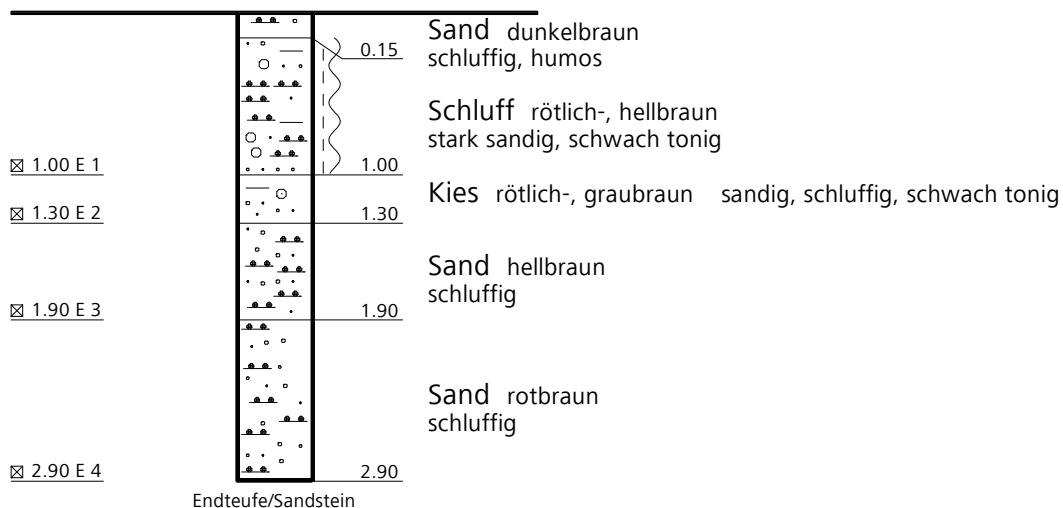 Sand dunkelbraun
schluffig, humos
0.15
Schluff rötlich-, hellbraun
stark sandig, schwach tonig
1.00 E 1
1.00
Kies rötlich-, graubraun sandig, schluffig, schwach tonig
1.30 E 2
1.30
Sand hellbraun
schluffig
1.90 E 3
1.90
Sand rotbraun
schluffig
2.90 E 4
2.90
Endteufe/Sandstein